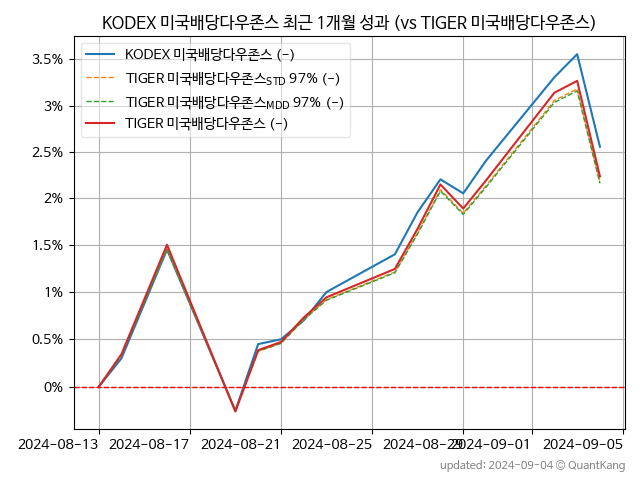 KODEX 미국배당다우존스 최근 1개월 성과 (vs TIGER 미국배당다우존스)
KODEX 미국배당다우존스 (-)
TIGER 미국배당다우존스STD 97% (-)
TIGER 미국배당다우존스MDD 97% (-)
TIGER 미국배당다우존스 (-)
3.5%
3%
2.5%
2%
1.5%
1%
0.5%
0%
2024-08-13 2024-08-17 2024-08-21 2024-08-25 2024-08-29 2024-09-01 2024-09-05
updated: 2024-09-04 © QuantKang